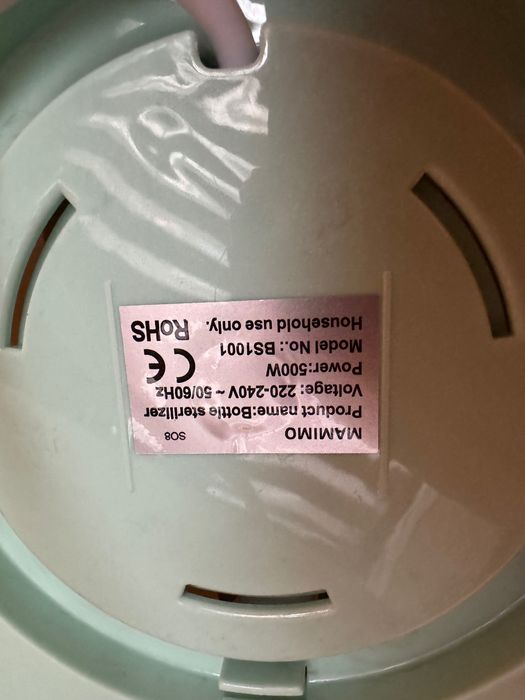 MAMIMO SO8
Product name:Bottle sterilizer
Voltage: 220-240V ~ 50/60Hz
Power:500W
Model No.: BS1001
Household use only.
CE
RoHS